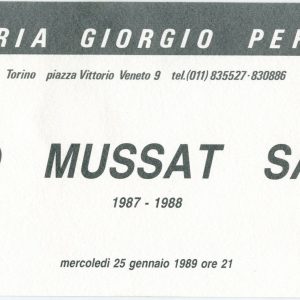 RIA GIORGIO PE
Torino piazza Vittorio Veneto 9 tel.(011) 835527-830886
MUSSAT SA
1987 - 1988
mercoledì 25 gennaio 1989 ore 21